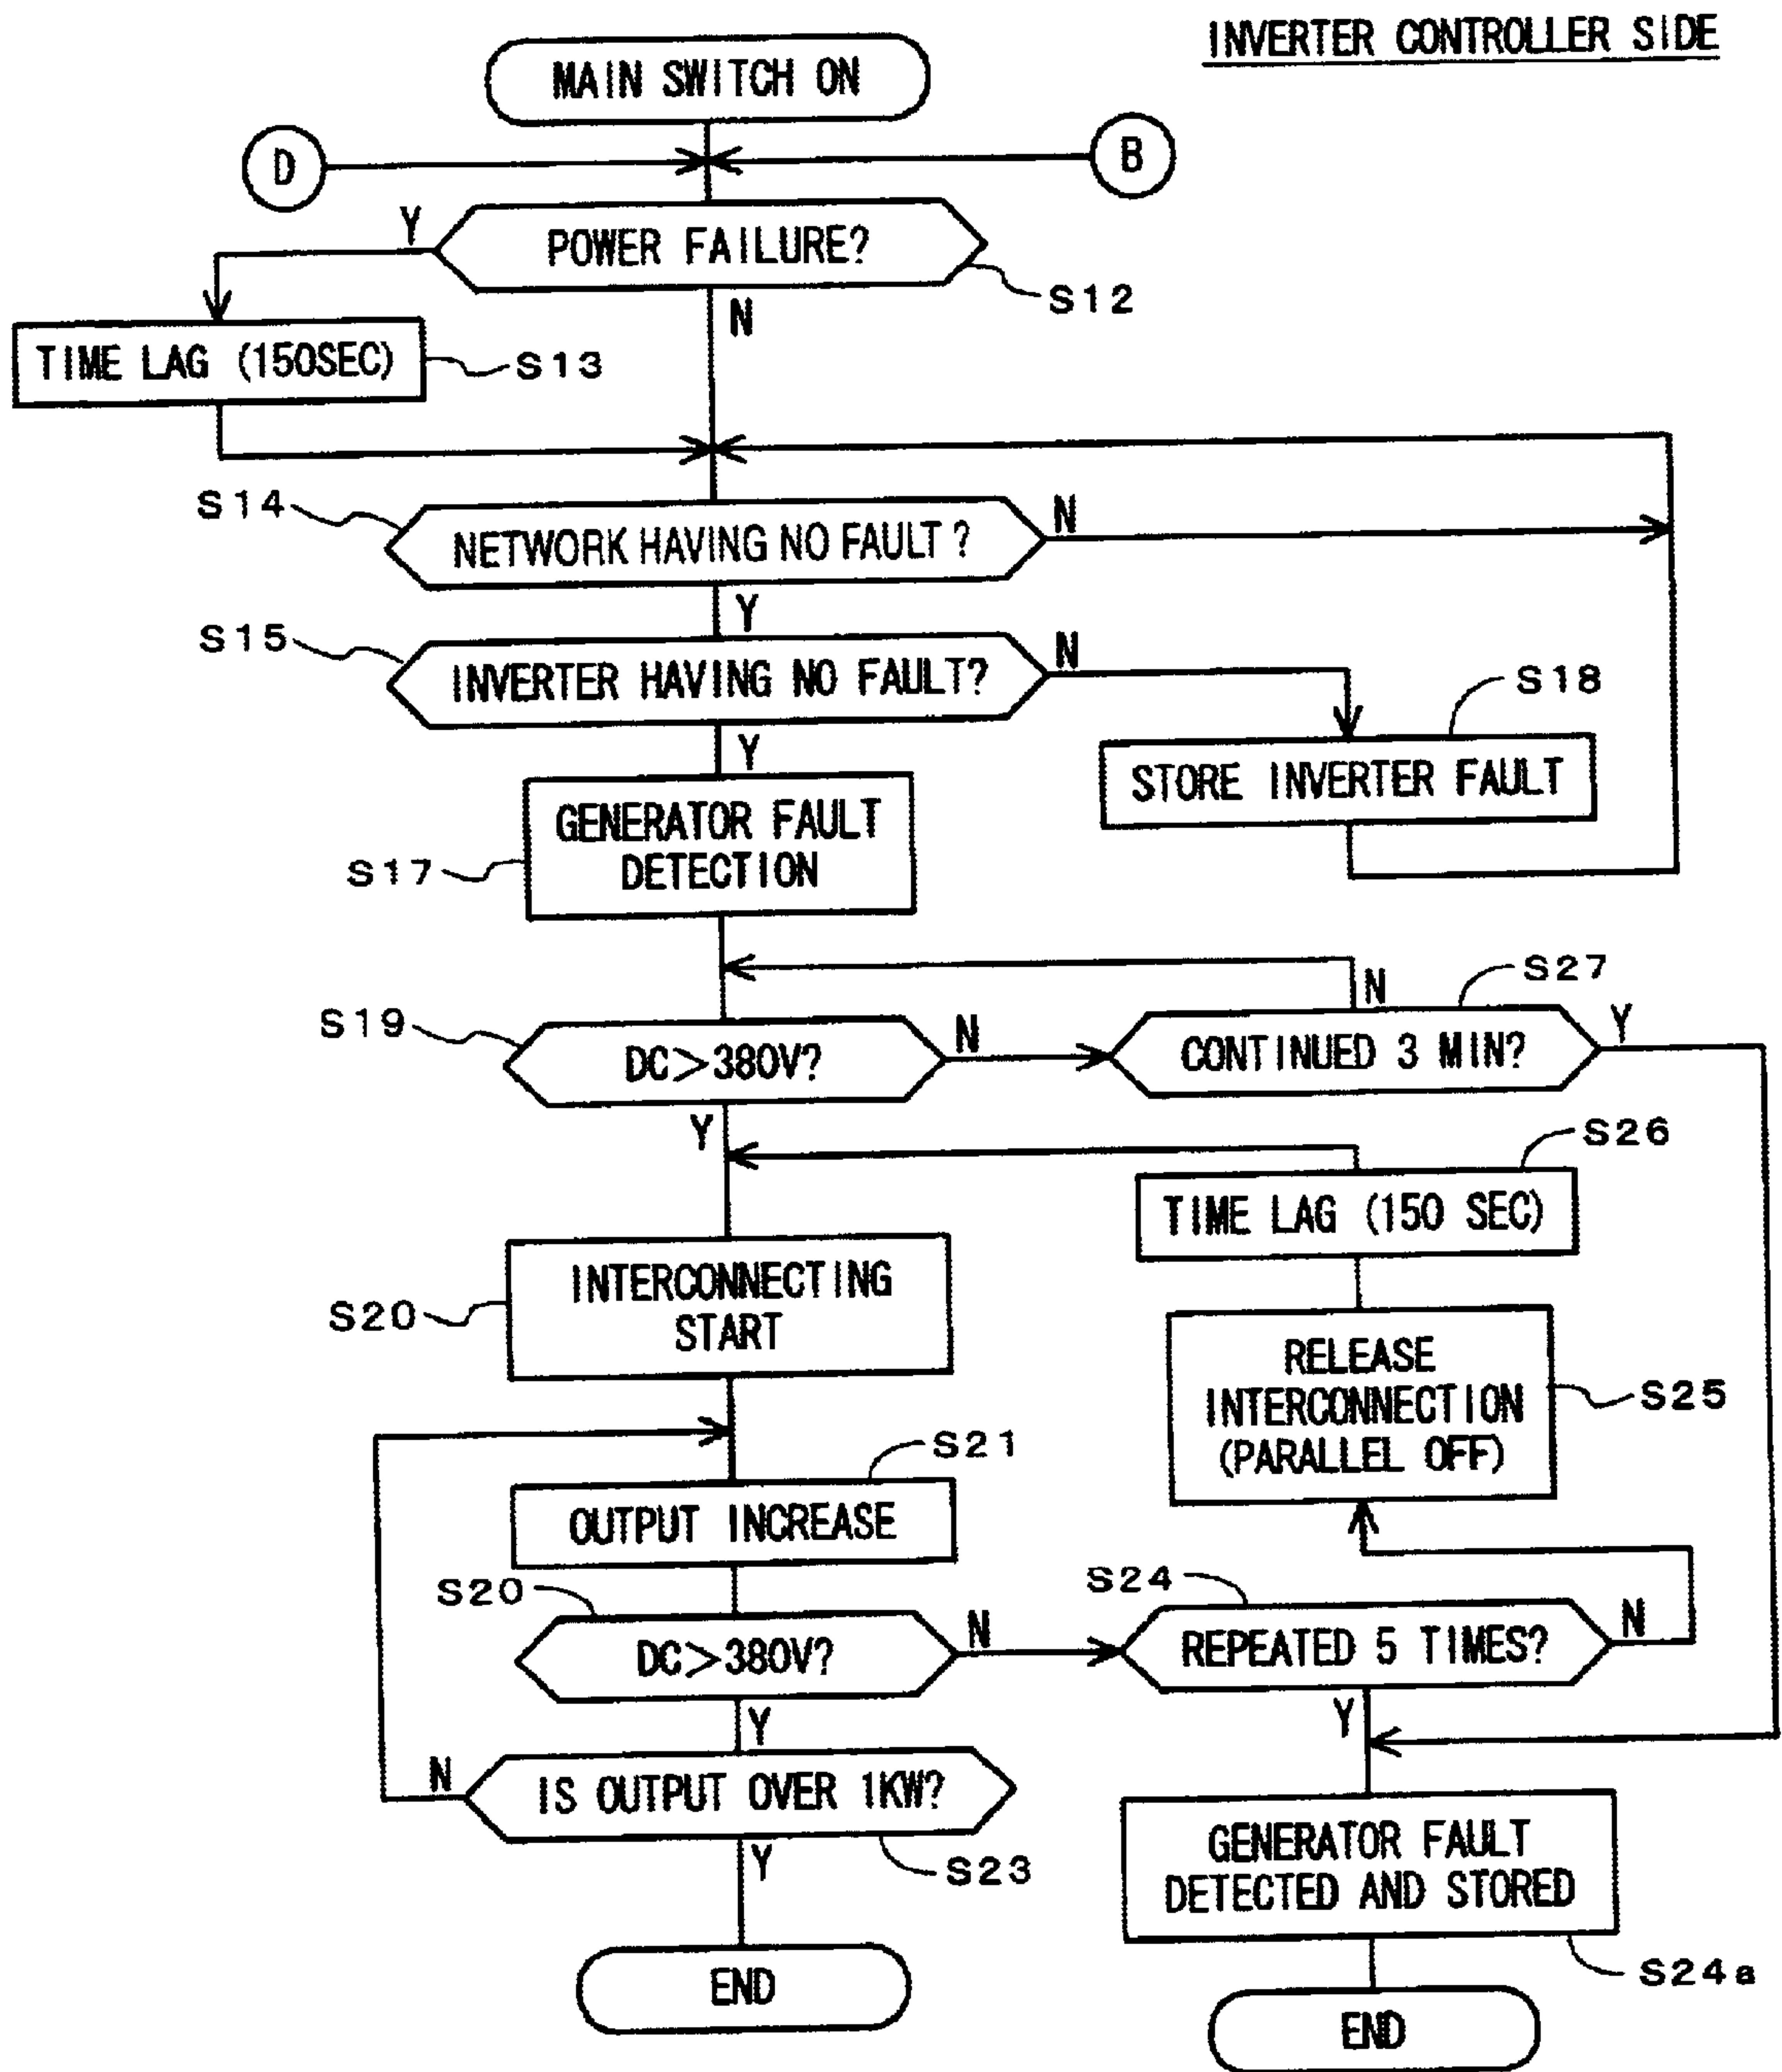 INVERTER CONTROLLER SIDE
MAIN SWITCH ON
D
B
Y
POWER FAILURE?
S12
N
TIME LAG (150SEC)
S13
S14
NETWORK HAVING NO FAULT?
N
Y
S15
INVERTER HAVING NO FAULT?
N
S18
Y
STORE INVERTER FAULT
GENERATOR FAULT
DETECTION
S17
S27
N
S19
DC>380V?
N
CONTINUED 3 MIN?
Y
Y
S26
TIME LAG (150 SEC)
INTERCONNECTING
START
S20
RELEASE
INTERCONNECTION
(PARALLEL OFF)
S25
S21
OUTPUT INCREASE
S20
S24
DC>380V?
N
REPEATED 5 TIMES?
N
Y
Y
N
IS OUTPUT OVER 1KW?
S23
Y
GENERATOR FAULT
DETECTED AND STORED
S24a
END
END